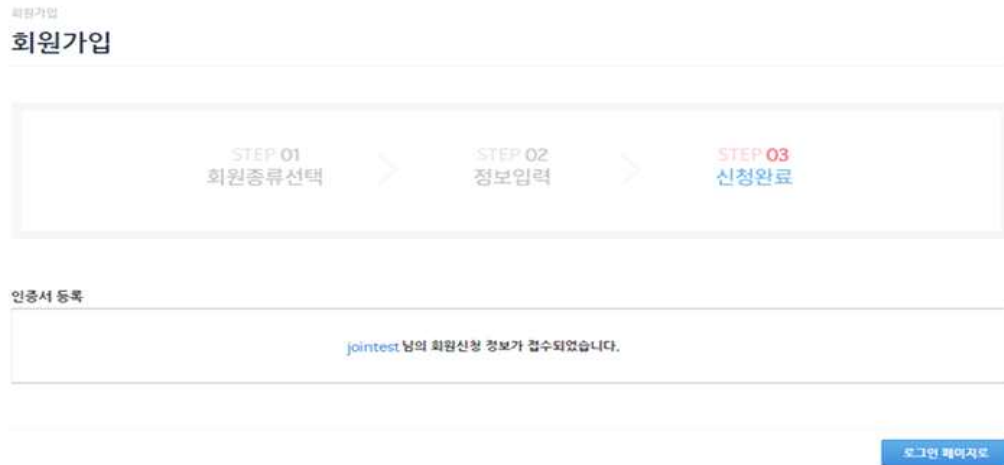 회원가입
회원가입
STEP 01
회원종류선택
STEP 02
정보입력
STEP 03
신청완료
인증서 등록
jointest 님의 회원신청 정보가 접수되었습니다.
로그인 페이지로